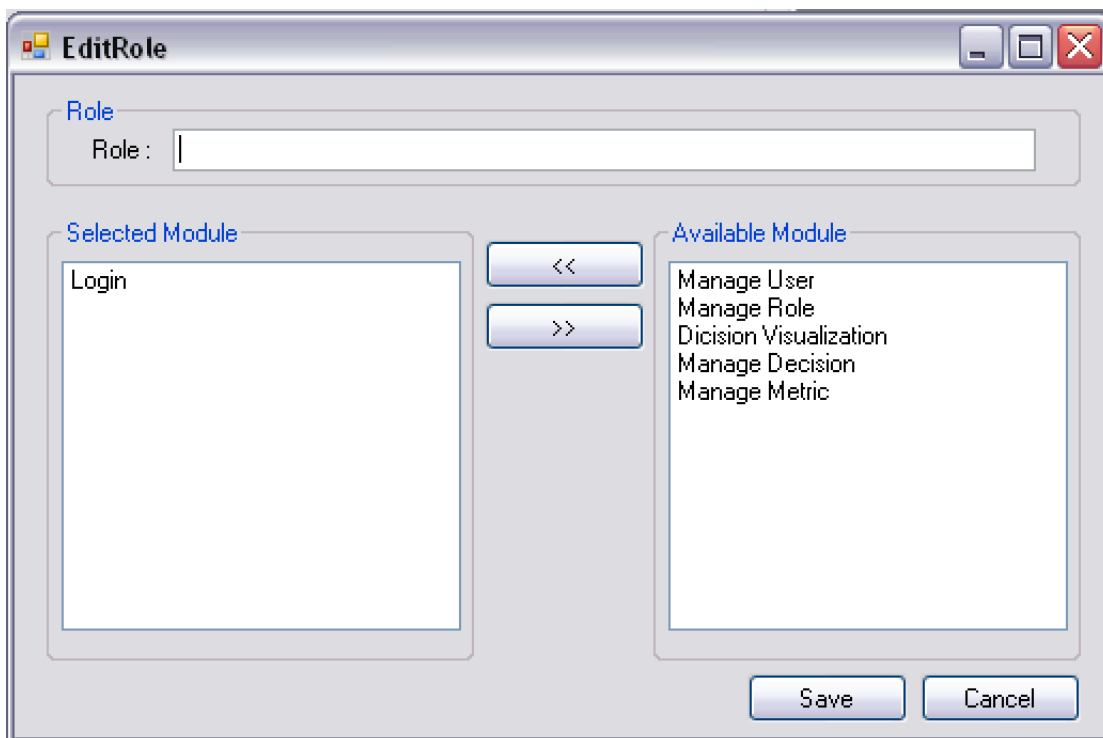 EditRole
Role
Role :
Selected Module
Login
<<
>>
Available Module
Manage User
Manage Role
Dicision Visualization
Manage Decision
Manage Metric
Save
Cancel